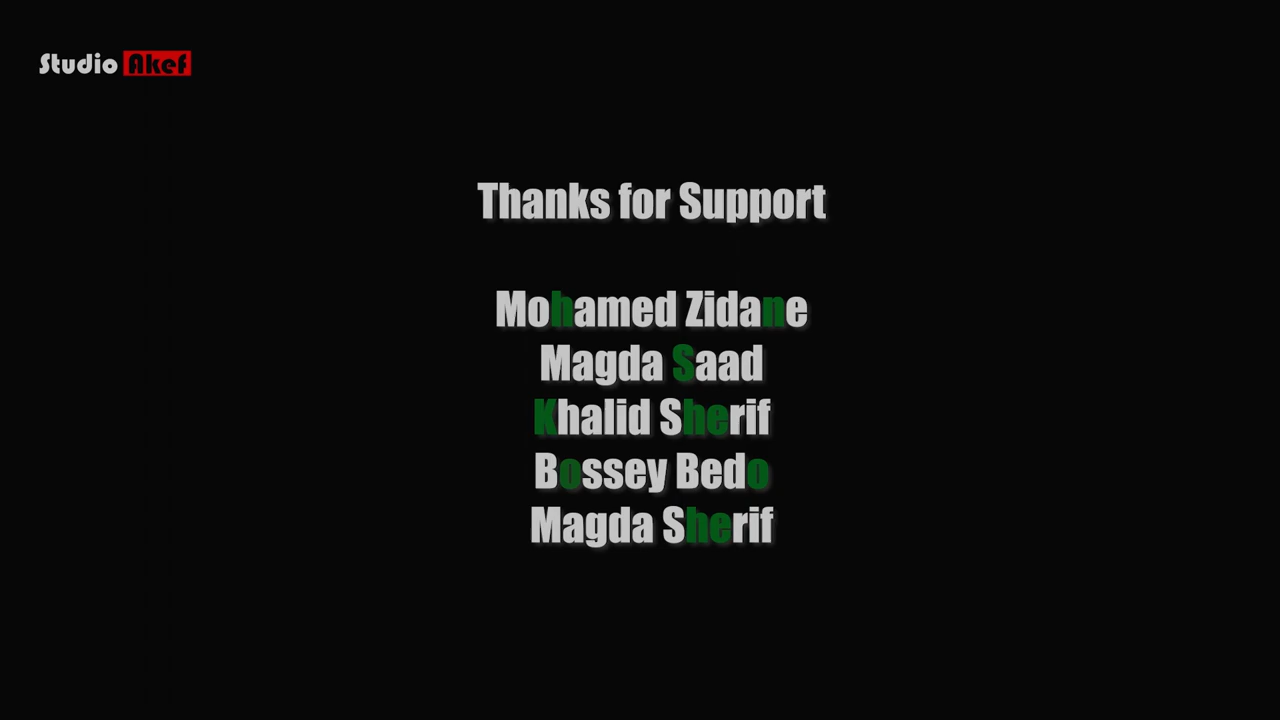 Studio Akef
Thanks for Support
Mohamed Zidane
Magda Saad
Khalid Sherif
Bossey Bedo
Magda Sherif